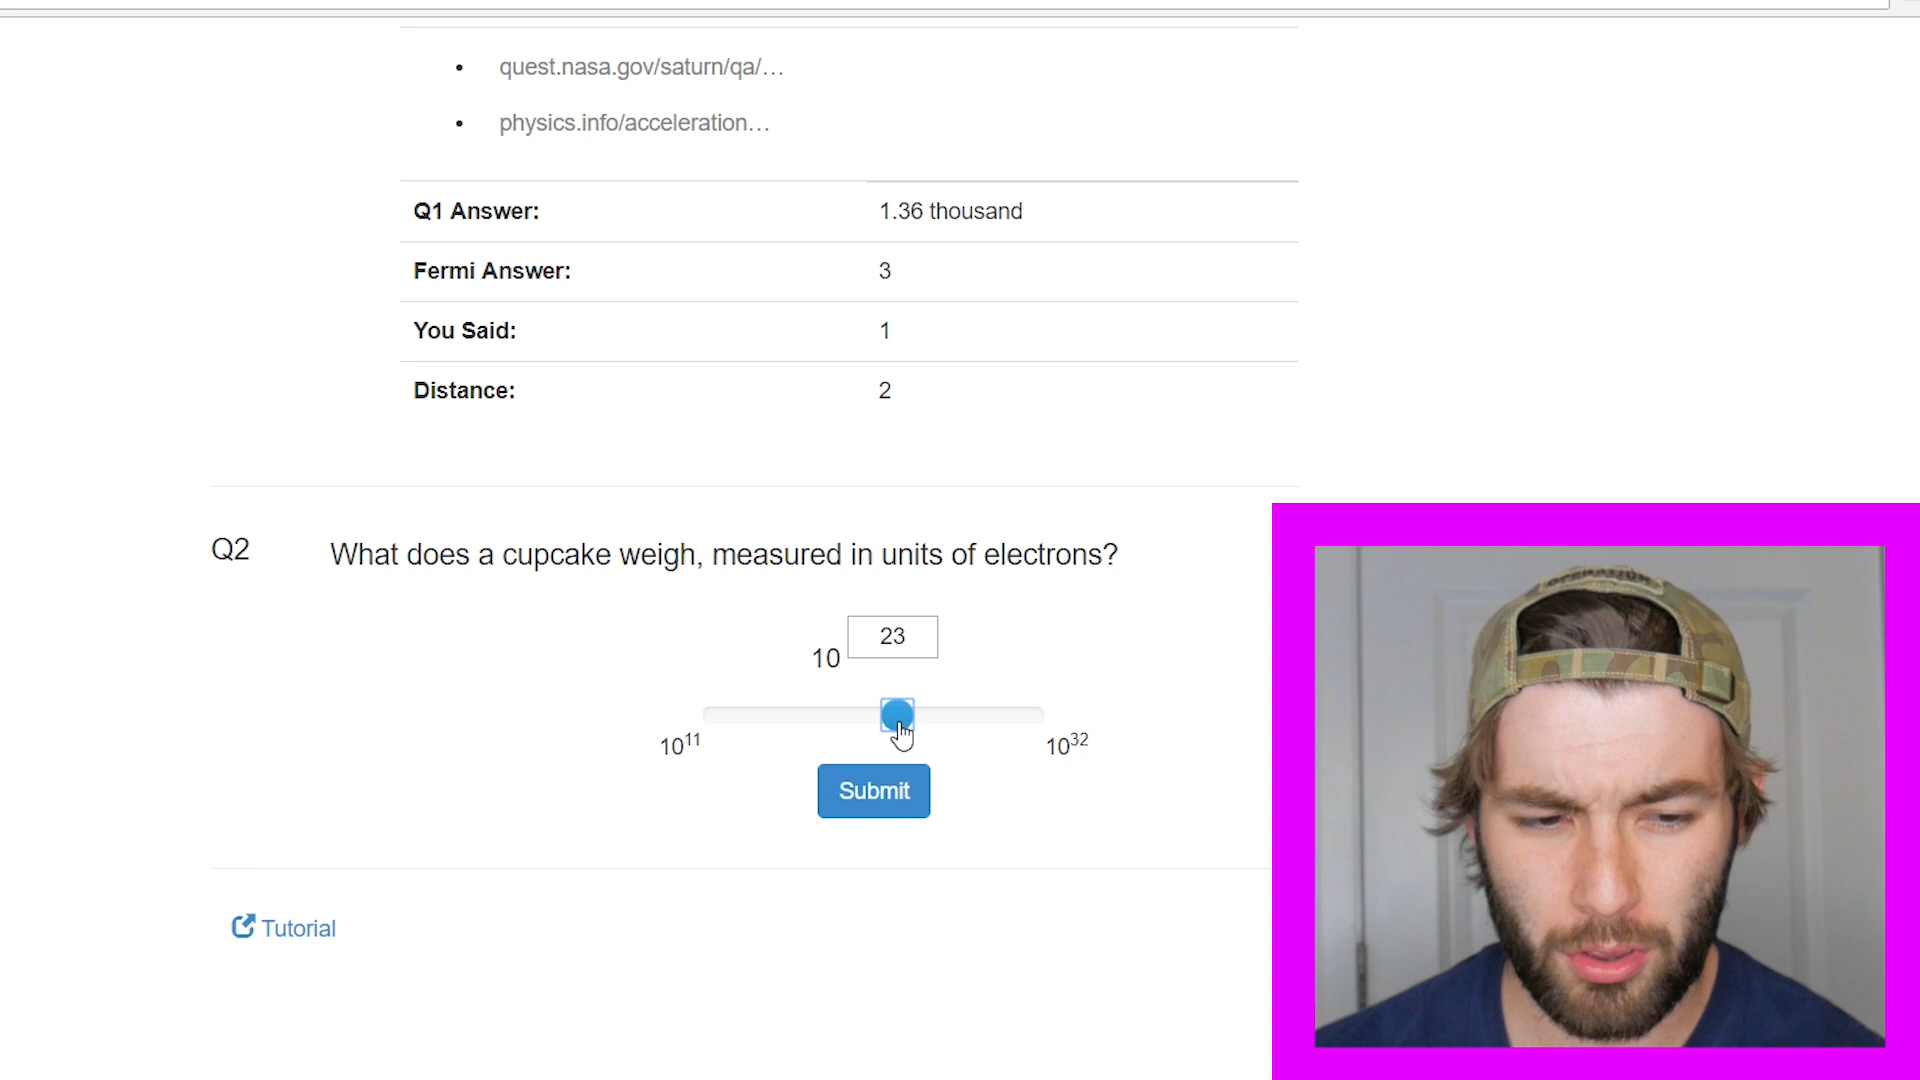 quest.nasa.gov/saturn/qa/...
physics.info/acceleration...
Q1 Answer: 1.36 thousand
Fermi Answer: 3
You Said: 1
Distance: 2
Q2 What does a cupcake weigh, measured in units of electrons?
10 23
10^11 10^32
Submit
Tutorial
OPERATION